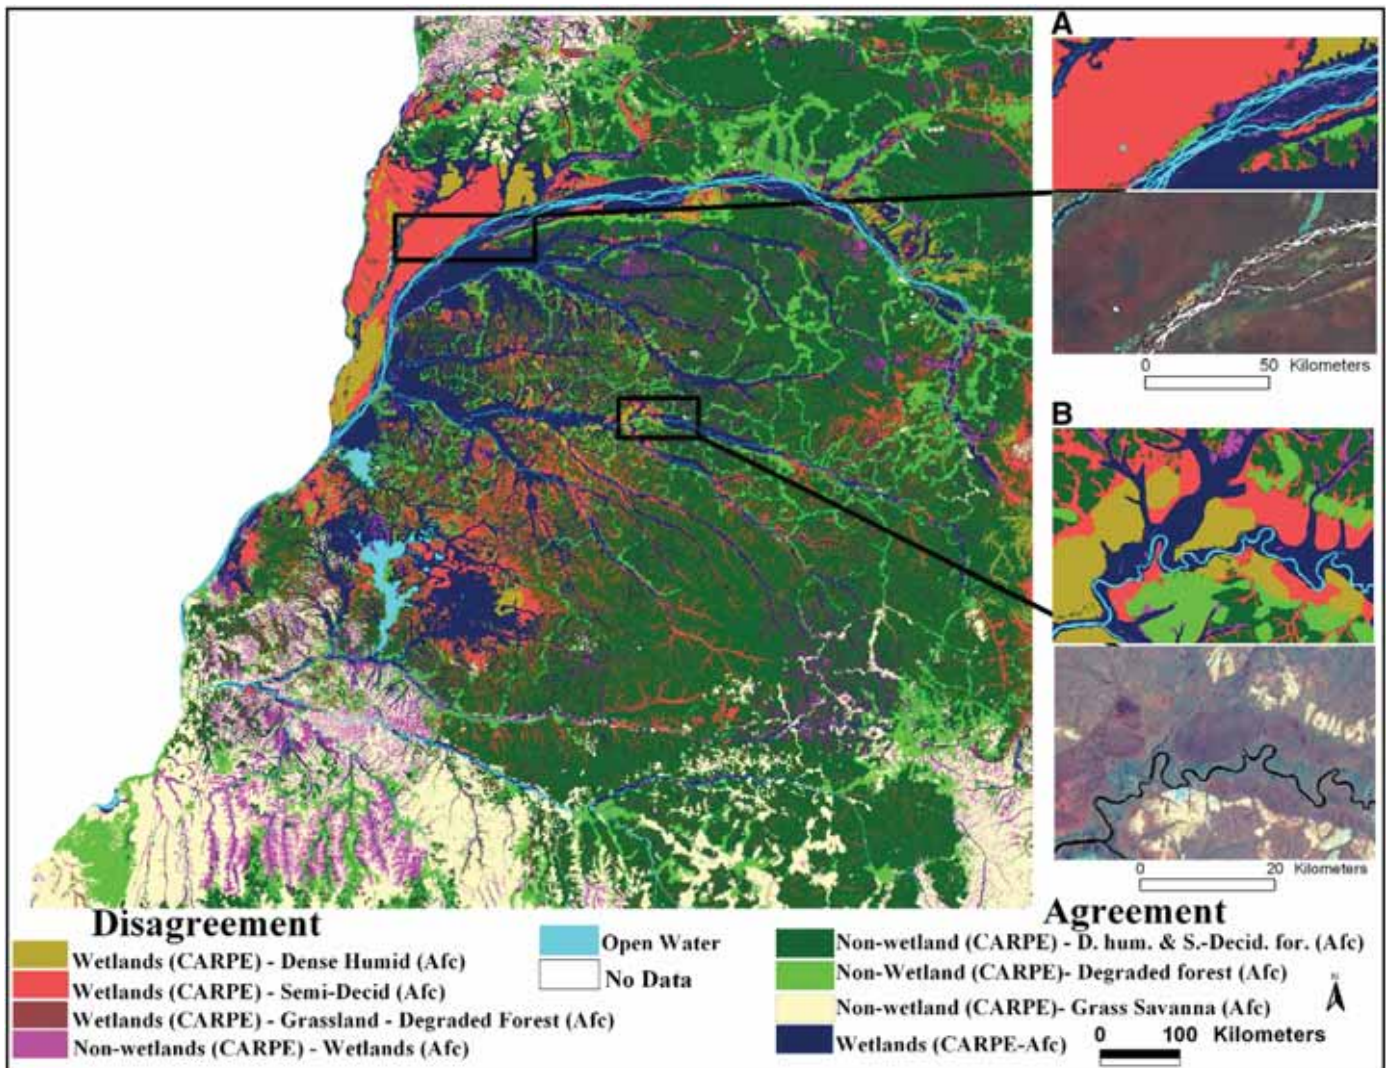 A
0 50 Kilometers
B
0 20
Kilometers
Disagreement
Wetlands (CARPE) - Dense Humid (Afc)
Wetlands (CARPE) - Semi-Decid (Afc)
Wetlands (CARPE) - Grassland - Degraded Forest (Afc)
Non-wetlands (CARPE) - Wetlands (Afc)
Open Water
No Data
Agreement
Non-wetland (CARPE) - D. hum. & S.-Decid. for. (Afc)
Non-Wetland (CARPE)- Degraded forest (Afc)
Non-wetland (CARPE)- Grass Savanna (Afc)
Wetlands (CARPE-Afc)
N
0 100 Kilometers